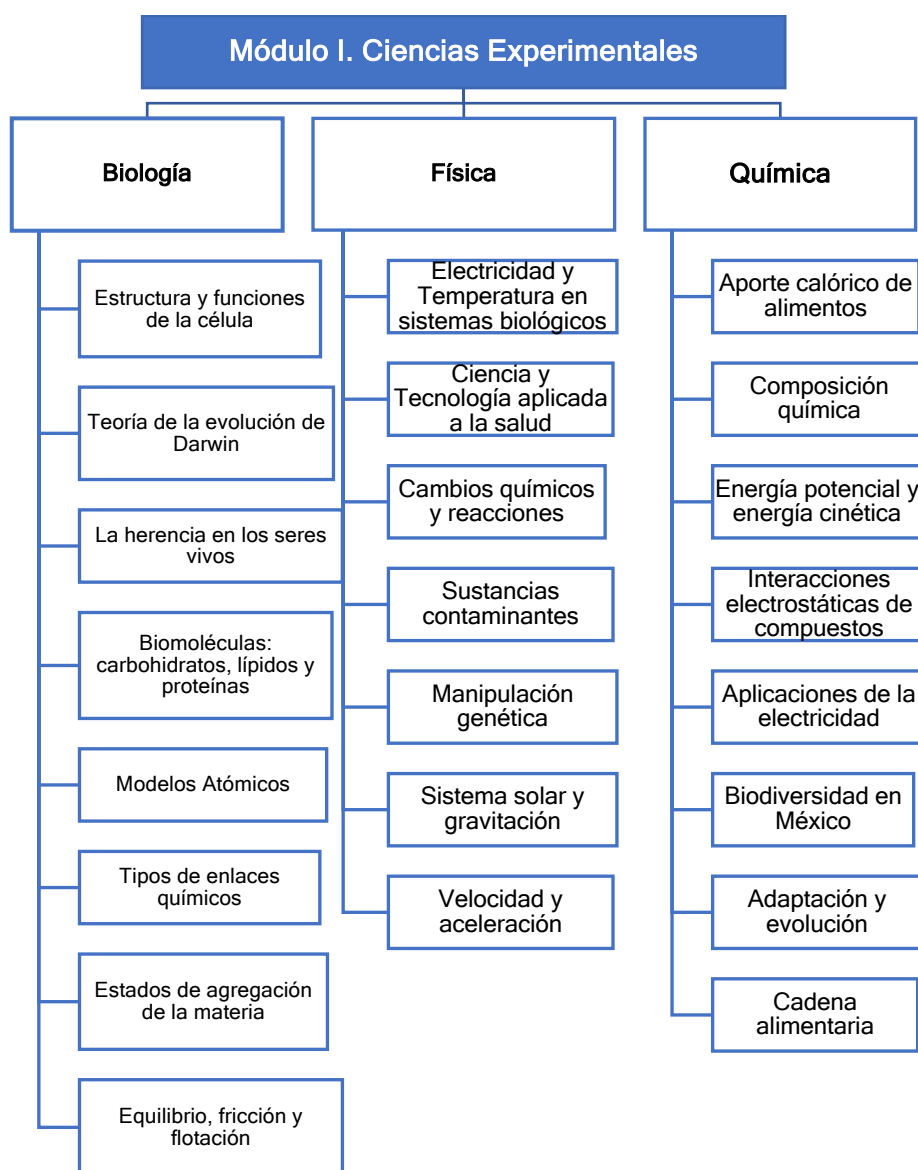 Módulo I. Ciencias Experimentales
Biología
Estructura y funciones
de la célula
Teoría de la evolución de
Darwin
La herencia en los seres
vivos
Biomoléculas:
carbohidratos, lípidos y
proteínas
Modelos Atómicos
Tipos de enlaces
químicos
Estados de agregación
de la materia
Equilibrio, fricción y
flotación
Física
Electricidad y
Temperatura en
sistemas biológicos
Ciencia y
Tecnología aplicada
a la salud
Cambios químicos
y reacciones
Sustancias
contaminantes
Manipulación
genética
Sistema solar y
gravitación
Velocidad y
aceleración
Química
Aporte calórico de
alimentos
Composición
química
Energía potencial y
energía cinética
Interacciones
electrostáticas de
compuestos
Aplicaciones de la
electricidad
Biodiversidad en
México
Adaptación y
evolución
Cadena
alimentaria